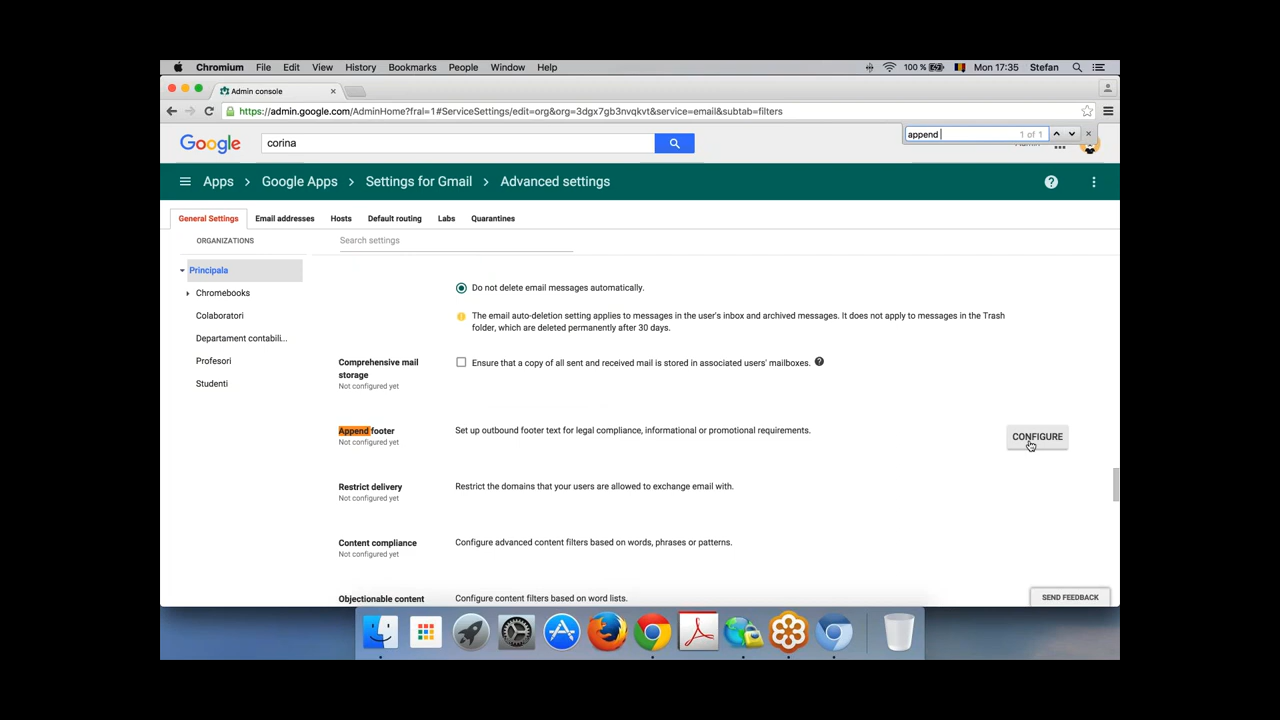 Chromium File Edit View History Bookmarks People Window Help 100 % Mon 17:35 Stefan
Admin console
https://admin.google.com/AdminHome?fral=1#ServiceSettings/edit=org&org=3dgx7gb3nvqkvt&service=email&subtab=filters
append 1 of 1
Google corina
Apps > Google Apps > Settings for Gmail > Advanced settings
General Settings Email addresses Hosts Default routing Labs Quarantines
ORGANIZATIONS
Search settings
Principala
Chromebooks
Colaboratori
Departament contabili...
Profesori
Studenti
Do not delete email messages automatically.
The email auto-deletion setting applies to messages in the user's inbox and archived messages. It does not apply to messages in the Trash
folder, which are deleted permanently after 30 days.
Comprehensive mail
storage
Not configured yet
Ensure that a copy of all sent and received mail is stored in associated users' mailboxes.
Append footer
Not configured yet
Set up outbound footer text for legal compliance, informational or promotional requirements.
CONFIGURE
Restrict delivery
Not configured yet
Restrict the domains that your users are allowed to exchange email with.
Content compliance
Not configured yet
Configure advanced content filters based on words, phrases or patterns.
Objectionable content
Configure content filters based on word lists.
SEND FEEDBACK